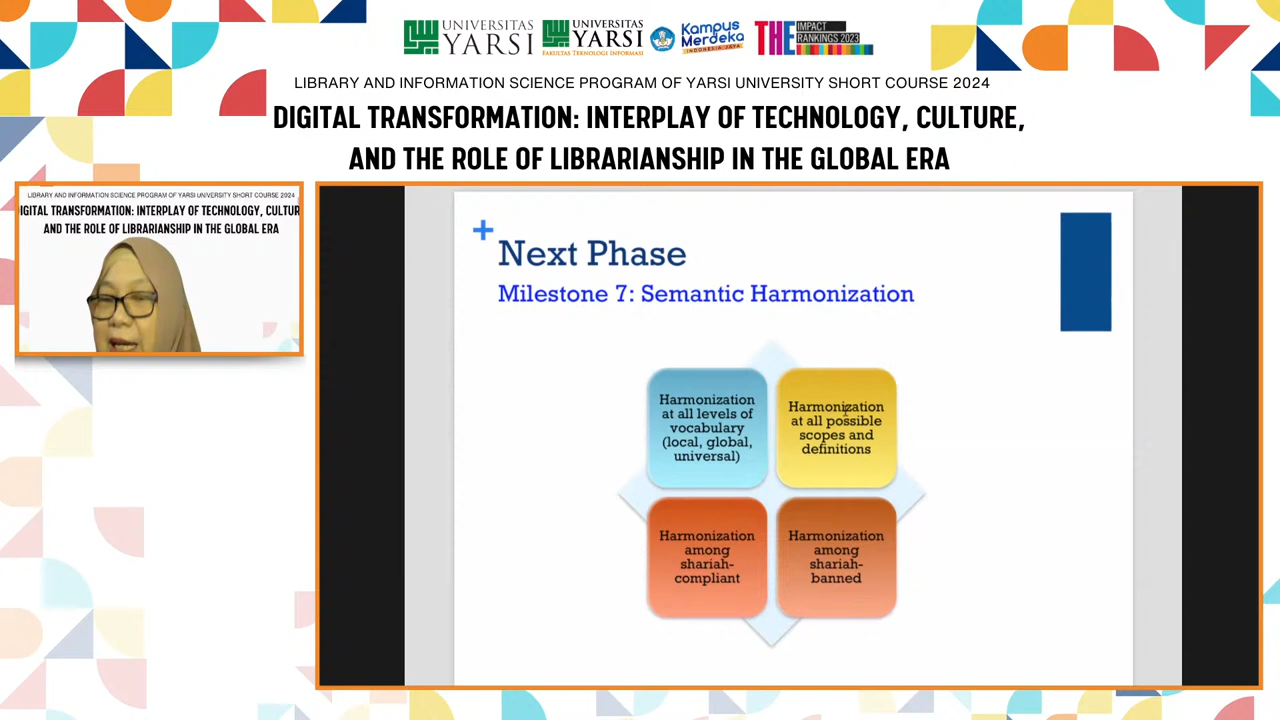 UNIVERSITAS
YARSI
UNIVERSITAS
YARSI
FAKULTAS TEKNOLOGI INFORMASI
Kampus
Merdeka
INDONESIA JAYA
THE IMPACT
RANKINGS 2023
LIBRARY AND INFORMATION SCIENCE PROGRAM OF YARSI UNIVERSITY SHORT COURSE 2024
DIGITAL TRANSFORMATION: INTERPLAY OF TECHNOLOGY, CULTURE,
AND THE ROLE OF LIBRARIANSHIP IN THE GLOBAL ERA
LIBRARY AND INFORMATION SCIENCE PROGRAM OF YARSI UNIVERSITY SHORT COURSE 2024
IGITAL TRANSFORMATION: INTERPLAY OF TECHNOLOGY, CULTUR
AND THE ROLE OF LIBRARIANSHIP IN THE GLOBAL ERA
+
Next Phase
Milestone 7: Semantic Harmonization
Harmonization
at all levels of
vocabulary
(local, global,
universal)
Harmonization
at all possible
scopes and
definitions
Harmonization
among
shariah-
compliant
Harmonization
among
shariah-
banned